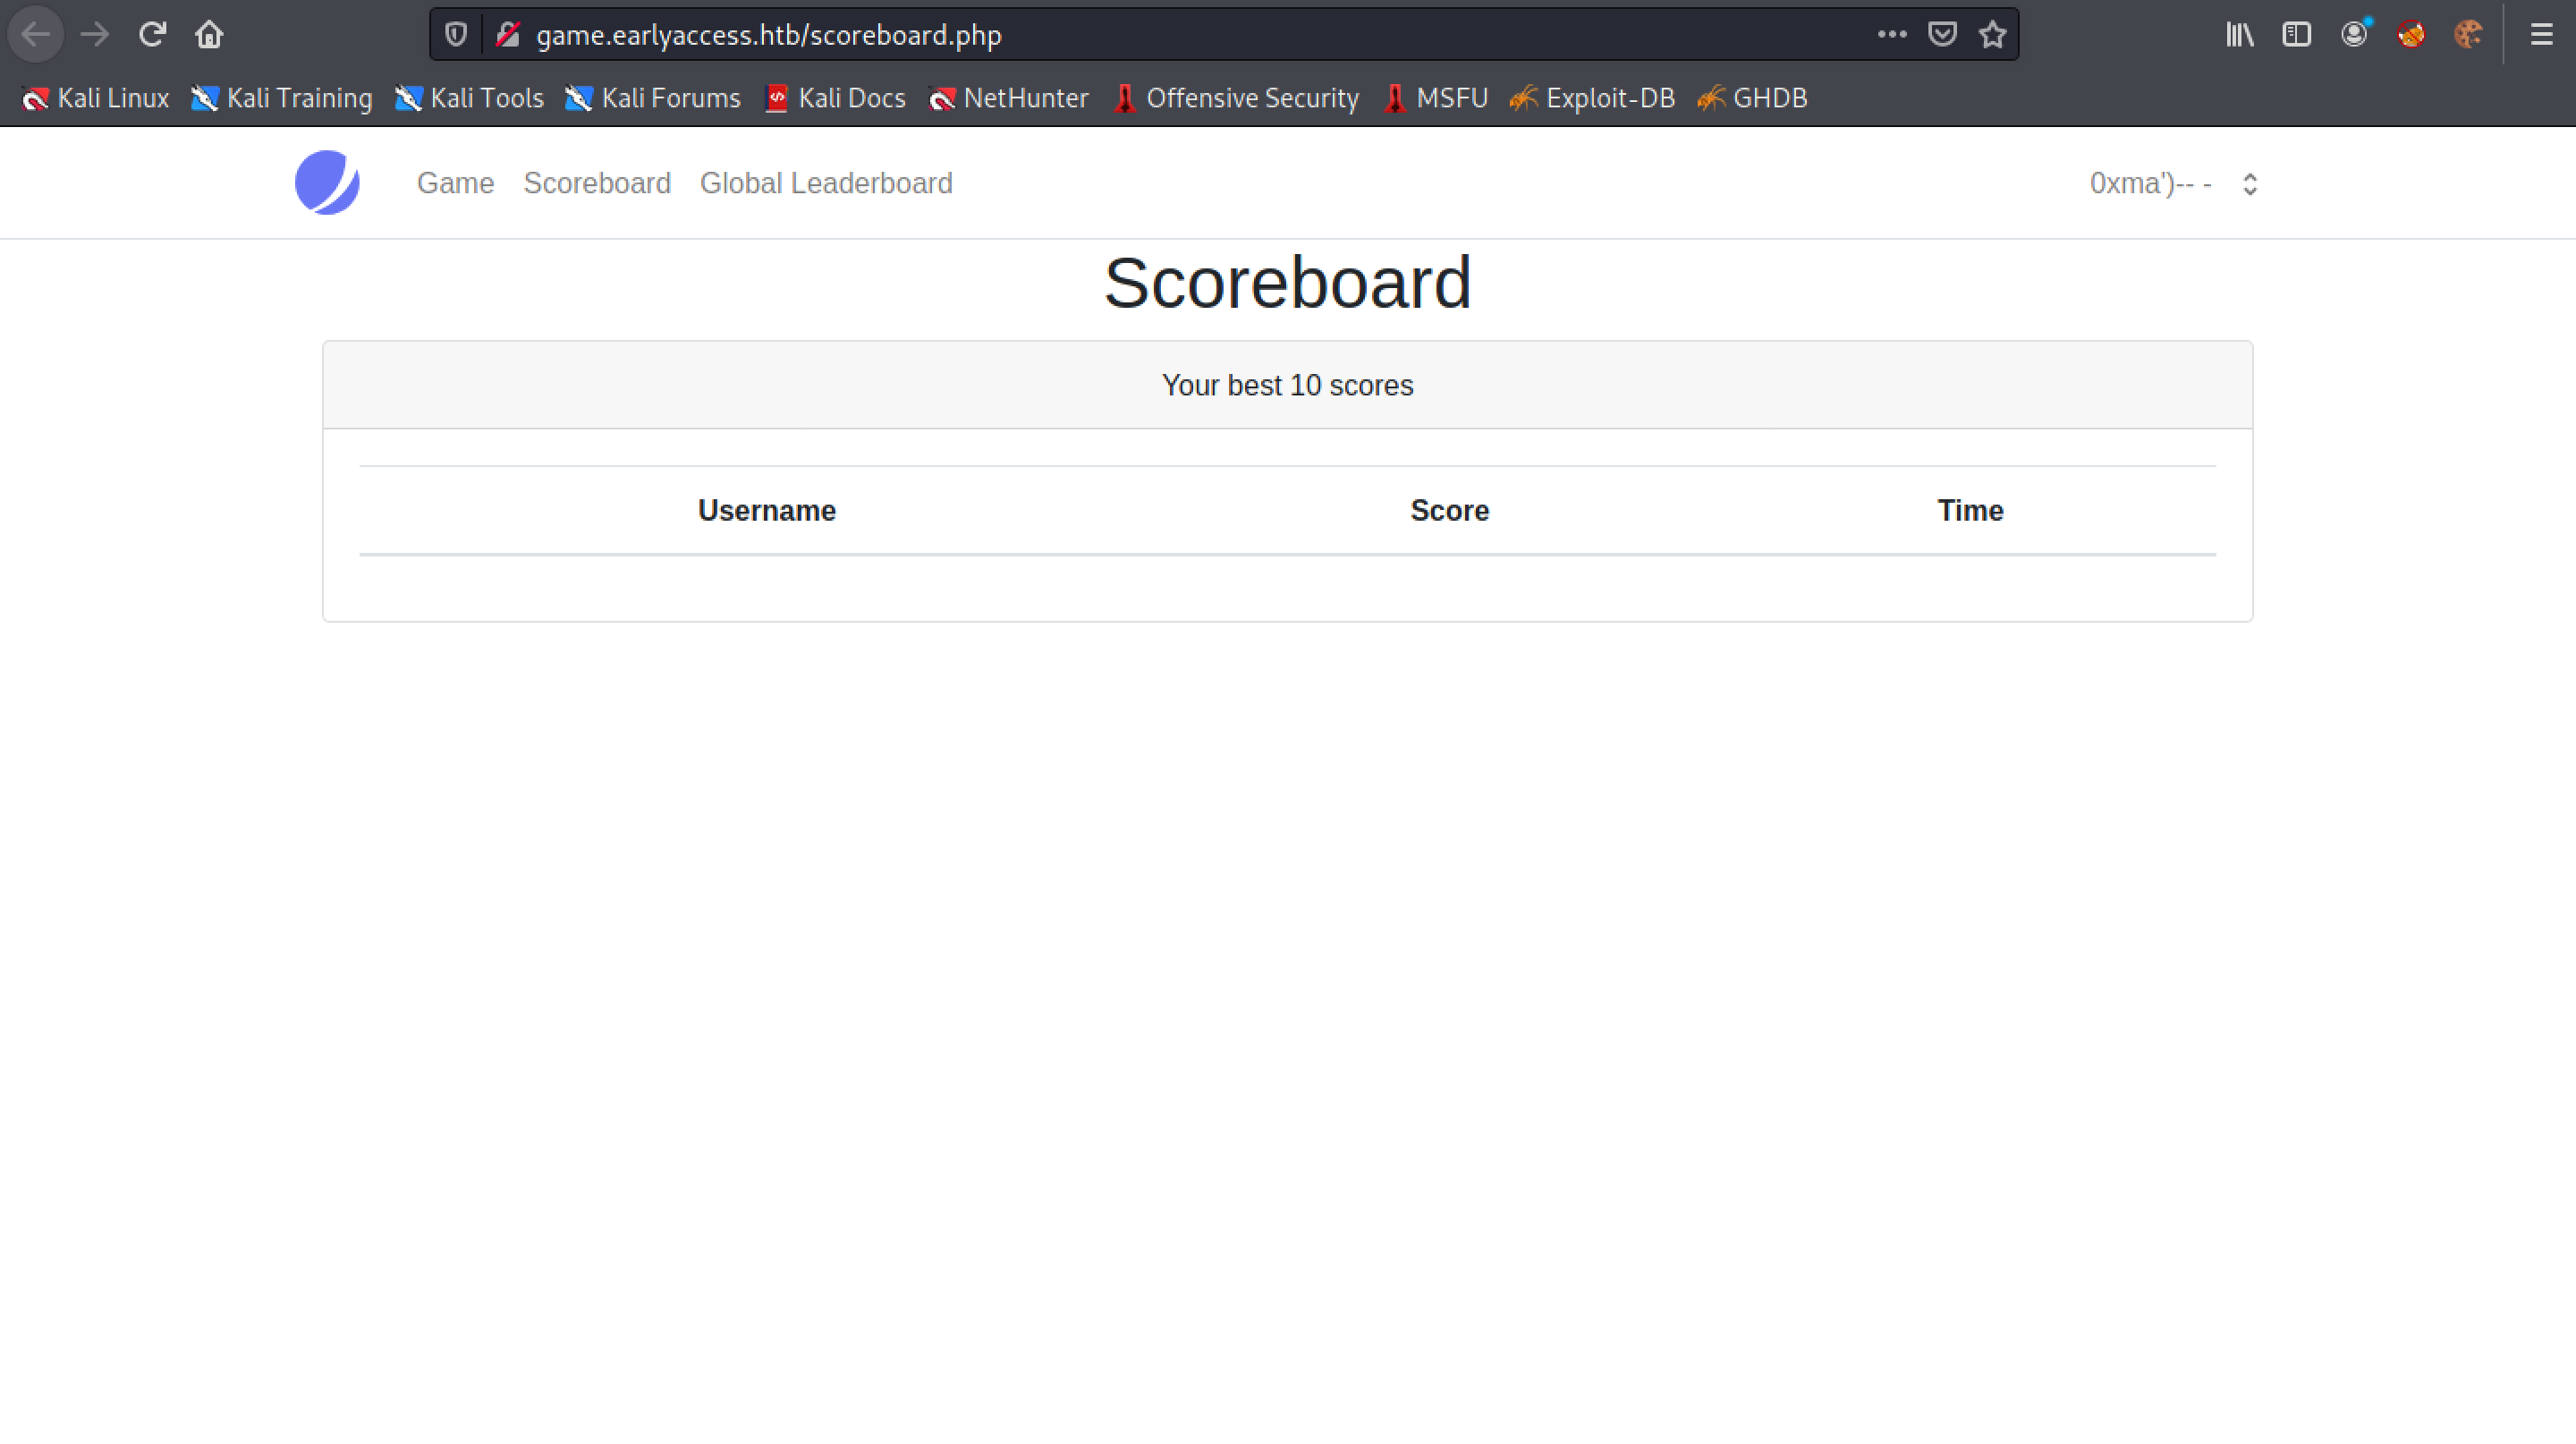 game.earlyaccess.htb/scoreboard.php
Kali Linux Kali Training Kali Tools Kali Forums Kali Docs NetHunter Offensive Security MSFU Exploit-DB GHDB
Game Scoreboard Global Leaderboard 0xma')-- -
Scoreboard
Your best 10 scores
Username Score Time